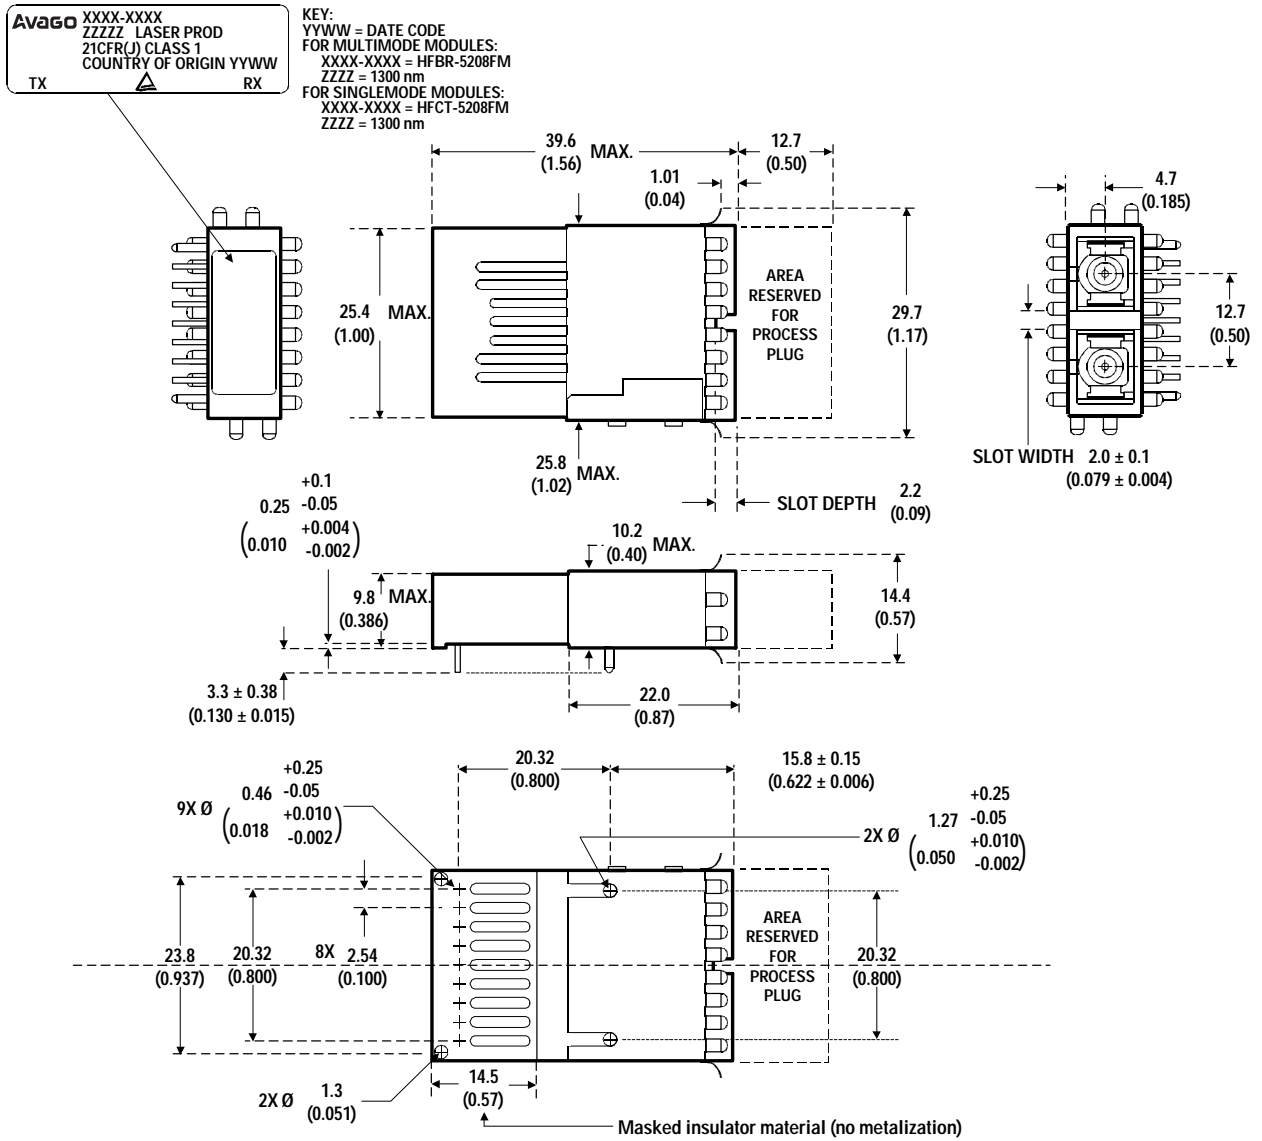 AVAGO XXXX-XXXX
ZZZZZ LASER PROD
21CFR(J) CLASS 1
COUNTRY OF ORIGIN YYWW
TX RX
KEY:
YYWW = DATE CODE
FOR MULTIMODE MODULES:
XXXX-XXXX = HFBR-5208FM
ZZZZ = 1300 nm
FOR SINGLEMODE MODULES:
XXXX-XXXX = HFCT-5208FM
ZZZZ = 1300 nm
39.6
(1.56)
MAX.
12.7
(0.50)
1.01
(0.04)
4.7
(0.185)
25.4
(1.00)
MAX.
AREA
RESERVED
FOR
PROCESS
PLUG
29.7
(1.17)
12.7
(0.50)
25.8
(1.02)
MAX.
SLOT DEPTH
2.2
(0.09)
SLOT WIDTH
2.0 ± 0.1
(0.079 ± 0.004)
0.25
+0.1
-0.05
(0.010
+0.004
-0.002)
10.2
(0.40)
MAX.
9.8
(0.386)
MAX.
14.4
(0.57)
3.3 ± 0.38
(0.130 ± 0.015)
22.0
(0.87)
20.32
(0.800)
15.8 ± 0.15
(0.622 ± 0.006)
9X Ø
0.46
+0.25
-0.05
(0.018
+0.010
-0.002)
2X Ø
1.27
+0.25
-0.05
(0.050
+0.010
-0.002)
23.8
(0.937)
20.32
(0.800)
8X
2.54
(0.100)
AREA
RESERVED
FOR
PROCESS
PLUG
20.32
(0.800)
2X Ø
1.3
(0.051)
14.5
(0.57)
Masked insulator material (no metalization)